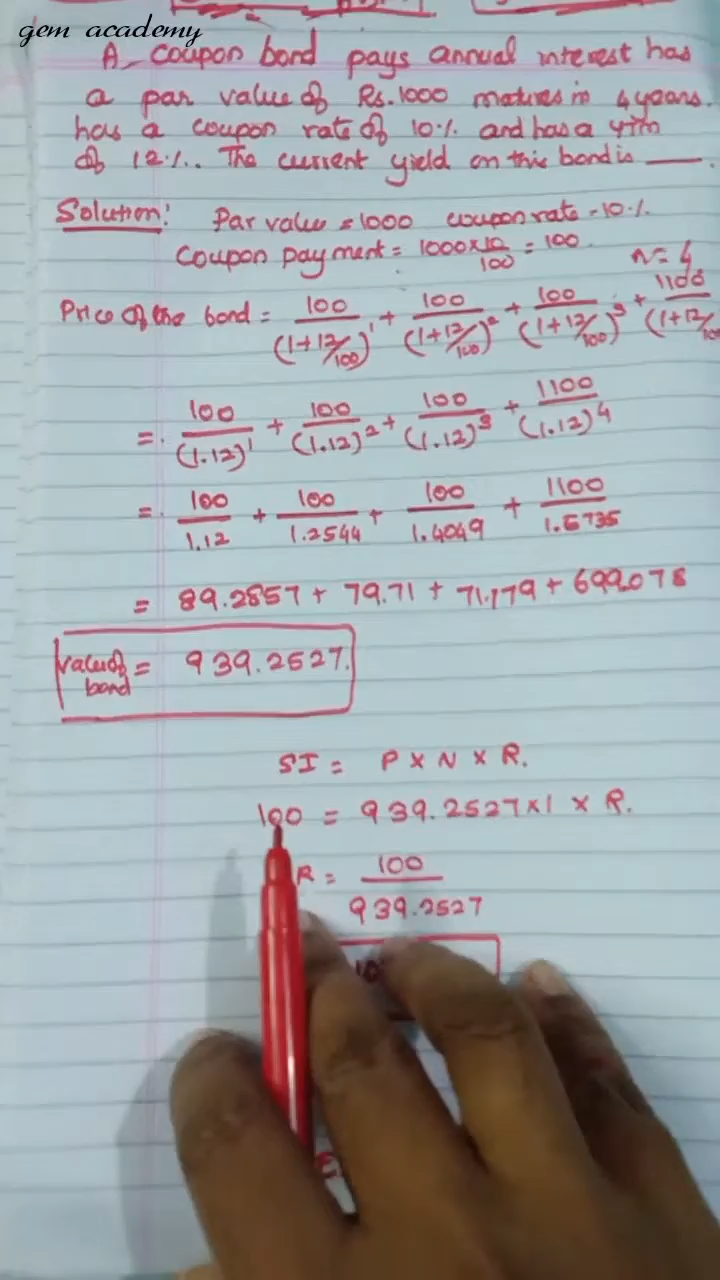 gem academy
A coupon bond pays annual interest has
a par value of Rs.1000 matures in 4 years.
has a coupon rate of 10%. and has a YTM
of 12%.. The current yield on this bond is ___.
Solution: Par value = 1000 coupon rate = 10%.
Coupon payment = 1000 x 10/100 = 100.
n = 4
Price of the bond = 100/(1+12/100)^1 + 100/(1+12/100)^2 + 100/(1+12/100)^3 + 1100/(1+12/100
= 100/(1.12)^1 + 100/(1.12)^2 + 100/(1.12)^3 + 1100/(1.12)^4
= 100/1.12 + 100/1.2544 + 100/1.4049 + 1100/1.5735
= 89.2857 + 79.71 + 71.179 + 699.078
value of bond = 939.2527.
SI = P x N x R.
100 = 939.2527 x 1 x R.
R = 100/939.2527